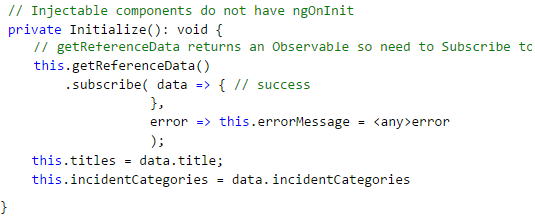 // Injectable components do not have ngOnInit
private Initialize(): void {
// getReferenceData returns an Observable so need to Subscribe to
this.getReferenceData()
.subscribe( data => { // success
},
error => this.errorMessage = <any>error
);
this.titles = data.title;
this.incidentCategories = data.incidentCategories
}